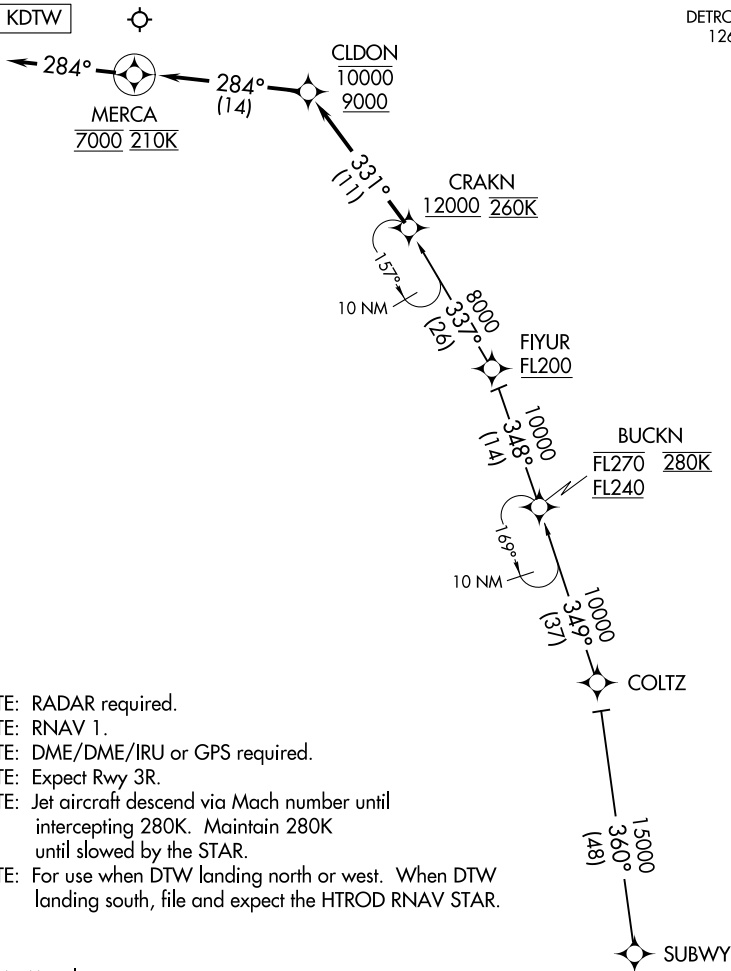 KDTW
DETRO
126
284°
284°
(14)
CLDON
10000
9000
MERCA
7000 210K
331°
(11)
CRAKN
12000 260K
157°
10 NM
8000
337°
(26)
FIYUR
FL200
10000
348°
(14)
BUCKN
FL270 280K
FL240
169°
10 NM
10000
349°
(37)
COLTZ
TE: RADAR required.
TE: RNAV 1.
TE: DME/DME/IRU or GPS required.
TE: Expect Rwy 3R.
TE: Jet aircraft descend via Mach number until
intercepting 280K. Maintain 280K
until slowed by the STAR.
TE: For use when DTW landing north or west. When DTW
landing south, file and expect the HTROD RNAV STAR.
15000
360°
(48)
SUBWY